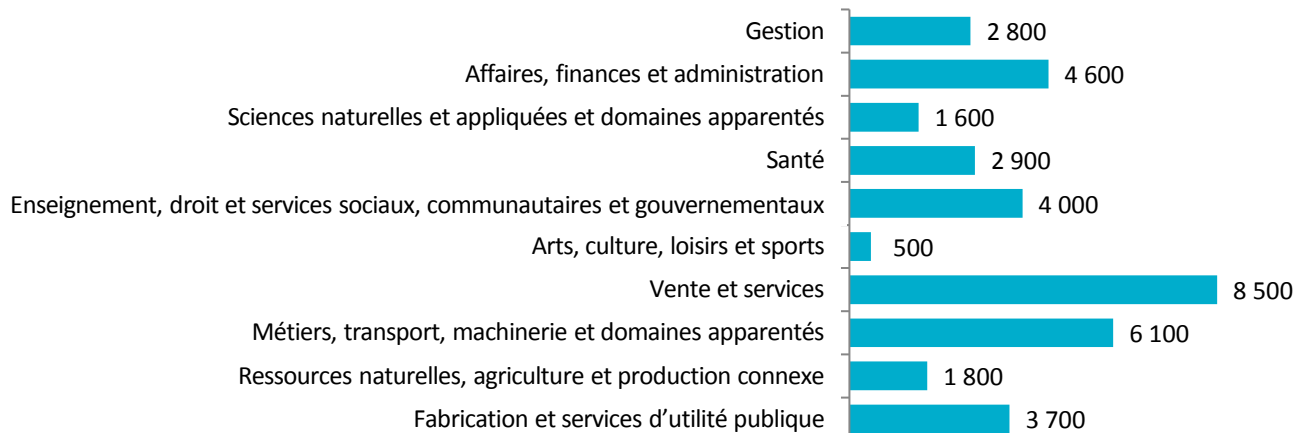 Gestion 2 800
Affaires, finances et administration 4 600
Sciences naturelles et appliquées et domaines apparentés 1 600
Santé 2 900
Enseignement, droit et services sociaux, communautaires et gouvernementaux 4 000
Arts, culture, loisirs et sports 500
Vente et services 8 500
Métiers, transport, machinerie et domaines apparentés 6 100
Ressources naturelles, agriculture et production connexe 1 800
Fabrication et services d’utilité publique 3 700